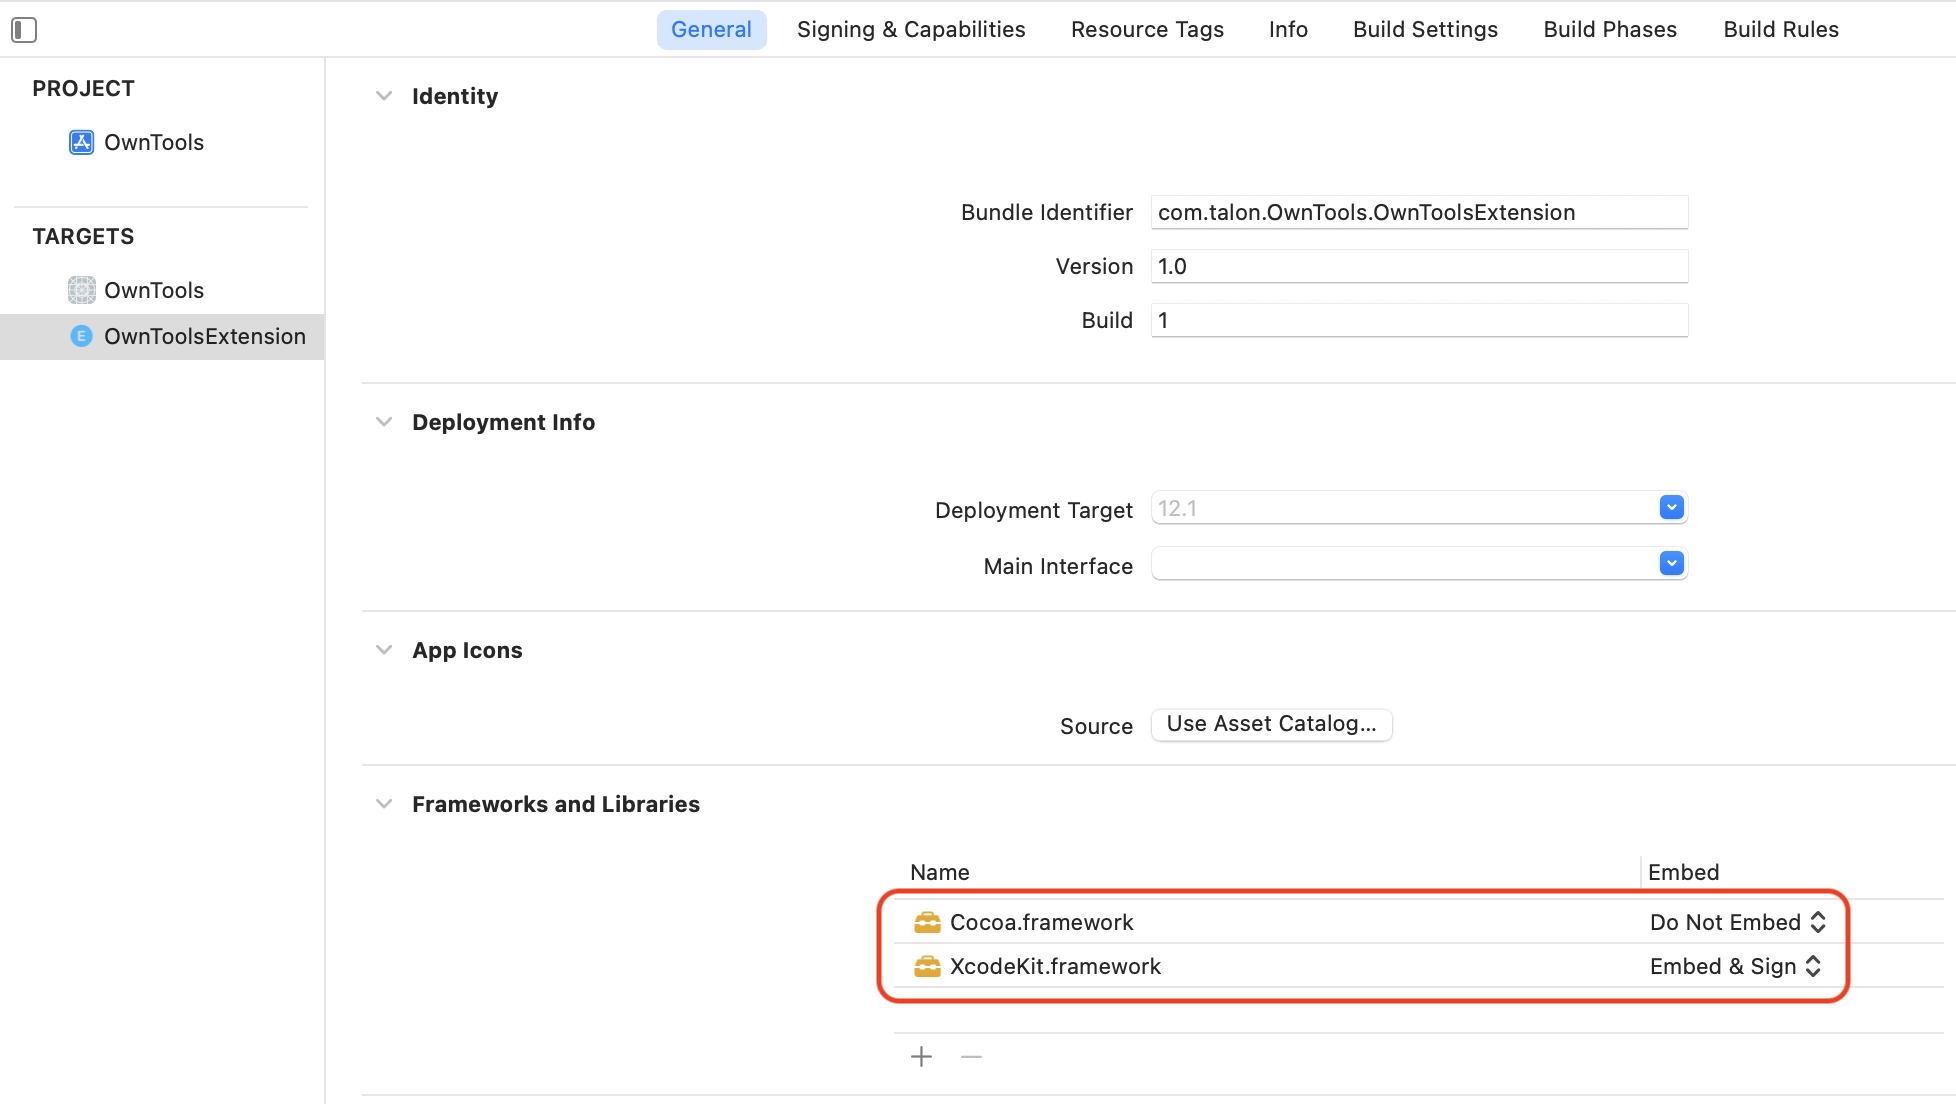 General Signing & Capabilities Resource Tags Info Build Settings Build Phases Build Rules
PROJECT
OwnTools
TARGETS
OwnTools
E OwnToolsExtension
Identity
Bundle Identifier com.talon.OwnTools.OwnToolsExtension
Version 1.0
Build 1
Deployment Info
Deployment Target 12.1
Main Interface
App Icons
Source Use Asset Catalog...
Frameworks and Libraries
Name Embed
Cocoa.framework Do Not Embed
XcodeKit.framework Embed & Sign